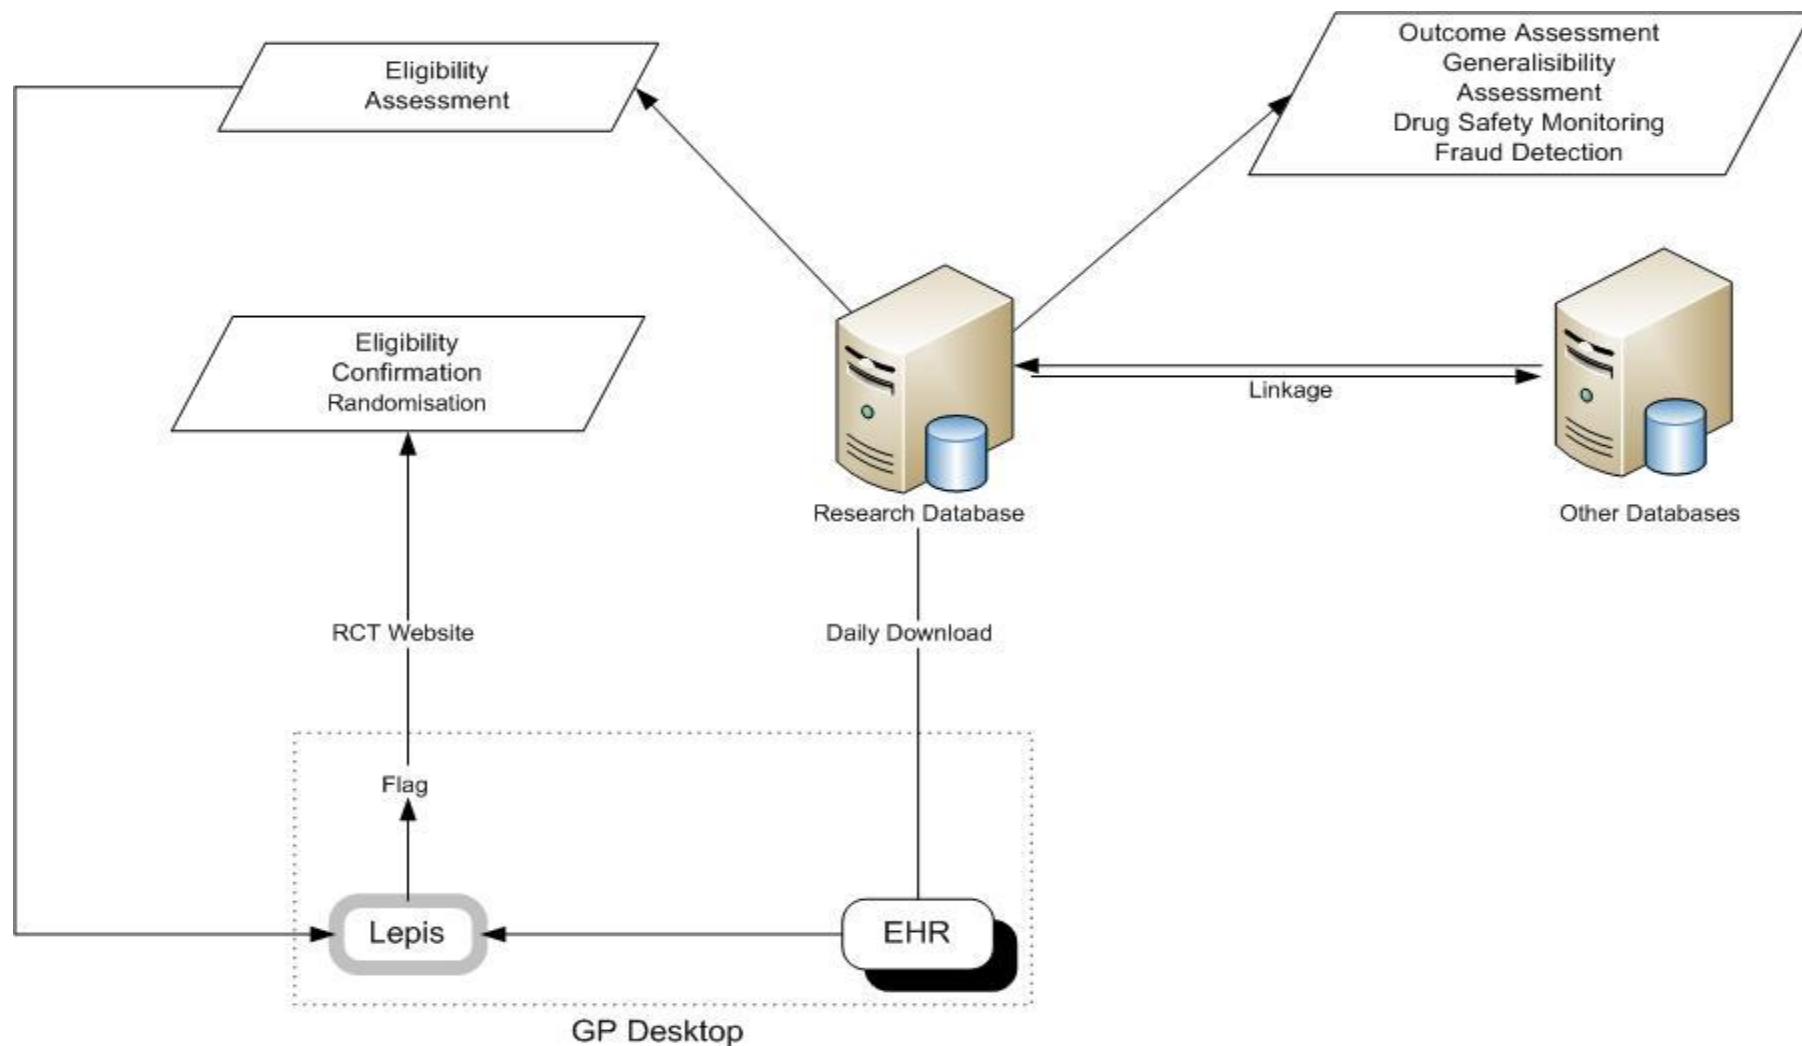 Eligibility
Assessment
Outcome Assessment
Generalisibility
Assessment
Drug Safety Monitoring
Fraud Detection
Eligibility
Confirmation
Randomisation
Linkage
Research Database
Other Databases
RCT Website
Daily Download
Flag
Lepis
EHR
GP Desktop